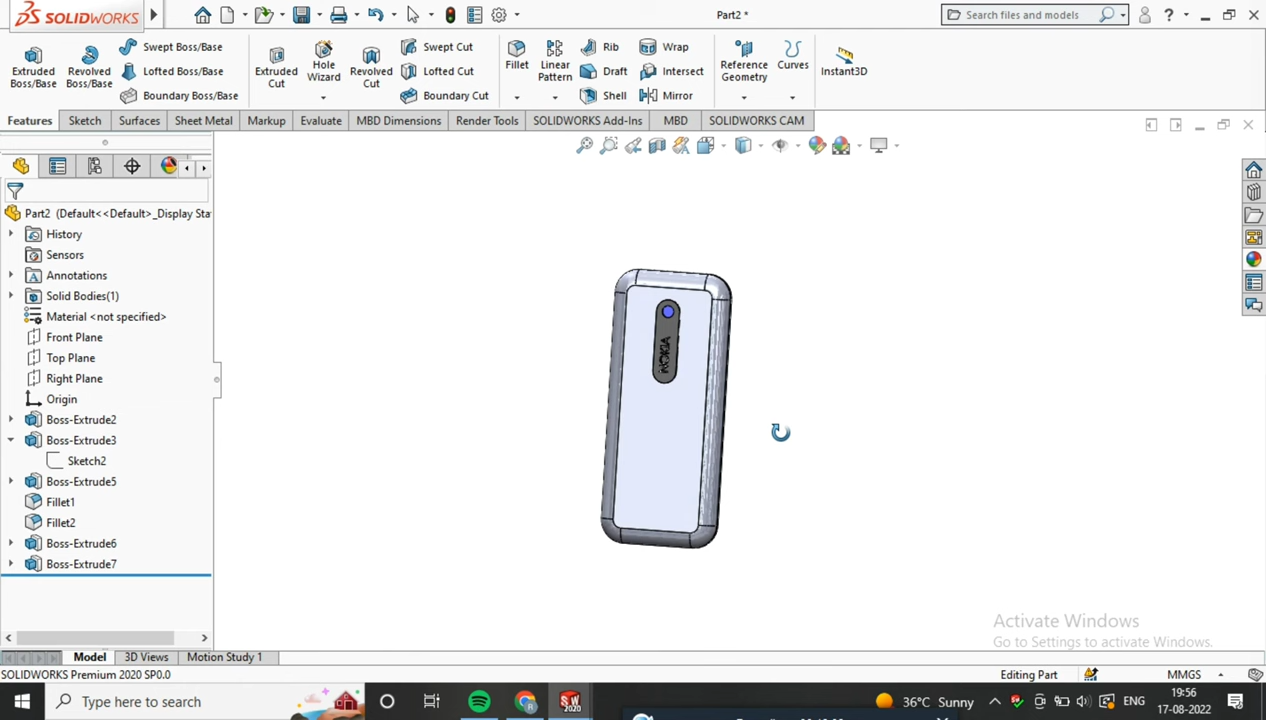 SOLIDWORKS
Part2 *
Search files and models
Extruded Boss/Base
Revolved Boss/Base
Swept Boss/Base
Lofted Boss/Base
Boundary Boss/Base
Extruded Cut
Hole Wizard
Revolved Cut
Swept Cut
Lofted Cut
Boundary Cut
Fillet
Linear Pattern
Rib
Draft
Shell
Wrap
Intersect
Mirror
Reference Geometry
Curves
Instant3D
Features
Sketch
Surfaces
Sheet Metal
Markup
Evaluate
MBD Dimensions
Render Tools
SOLIDWORKS Add-Ins
MBD
SOLIDWORKS CAM
Part2 (Default<<Default>_Display Sta
History
Sensors
Annotations
Solid Bodies(1)
Material <not specified>
Front Plane
Top Plane
Right Plane
Origin
Boss-Extrude2
Boss-Extrude3
Sketch2
Boss-Extrude5
Fillet1
Fillet2
Boss-Extrude6
Boss-Extrude7
NOKIA
Activate Windows
Go to Settings to activate Windows.
Model
3D Views
Motion Study 1
SOLIDWORKS Premium 2020 SP0.0
Editing Part
MMGS
Type here to search
36°C Sunny
ENG
19:56
17-08-2022